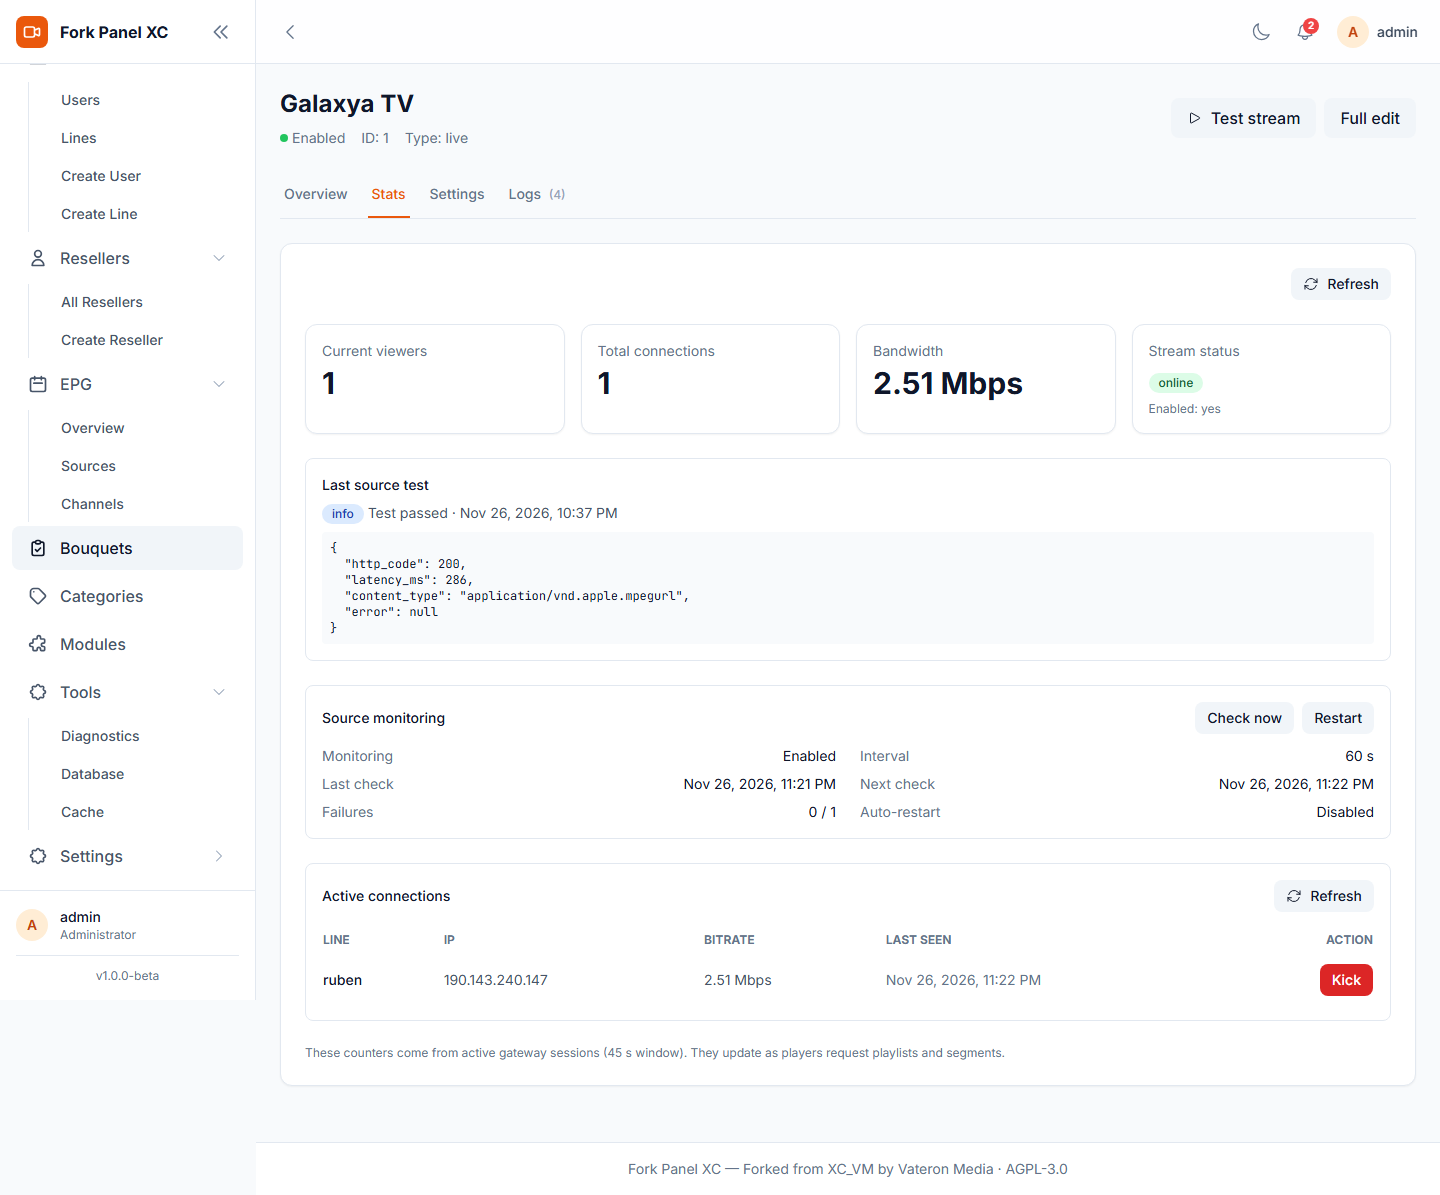 Fork Panel XC
2
A
admin
Users
Lines
Create User
Create Line
Resellers
All Resellers
Create Reseller
EPG
Overview
Sources
Channels
Bouquets
Categories
Modules
Tools
Diagnostics
Database
Cache
Settings
A
admin
Administrator
v1.0.0-beta
Galaxya TV
Enabled ID: 1 Type: live
Test stream
Full edit
Overview Stats Settings Logs (4)
Refresh
Current viewers
1
Total connections
1
Bandwidth
2.51 Mbps
Stream status
online
Enabled: yes
Last source test
info Test passed · Nov 26, 2026, 10:37 PM
{
"http_code": 200,
"latency_ms": 286,
"content_type": "application/vnd.apple.mpegurl",
"error": null
}
Source monitoring
Check now
Restart
Monitoring Enabled Interval 60 s
Last check Nov 26, 2026, 11:21 PM Next check Nov 26, 2026, 11:22 PM
Failures 0 / 1 Auto-restart Disabled
Active connections
Refresh
LINE IP BITRATE LAST SEEN ACTION
ruben 190.143.240.147 2.51 Mbps Nov 26, 2026, 11:22 PM Kick
These counters come from active gateway sessions (45 s window). They update as players request playlists and segments.
Fork Panel XC — Forked from XC_VM by Vateron Media · AGPL-3.0